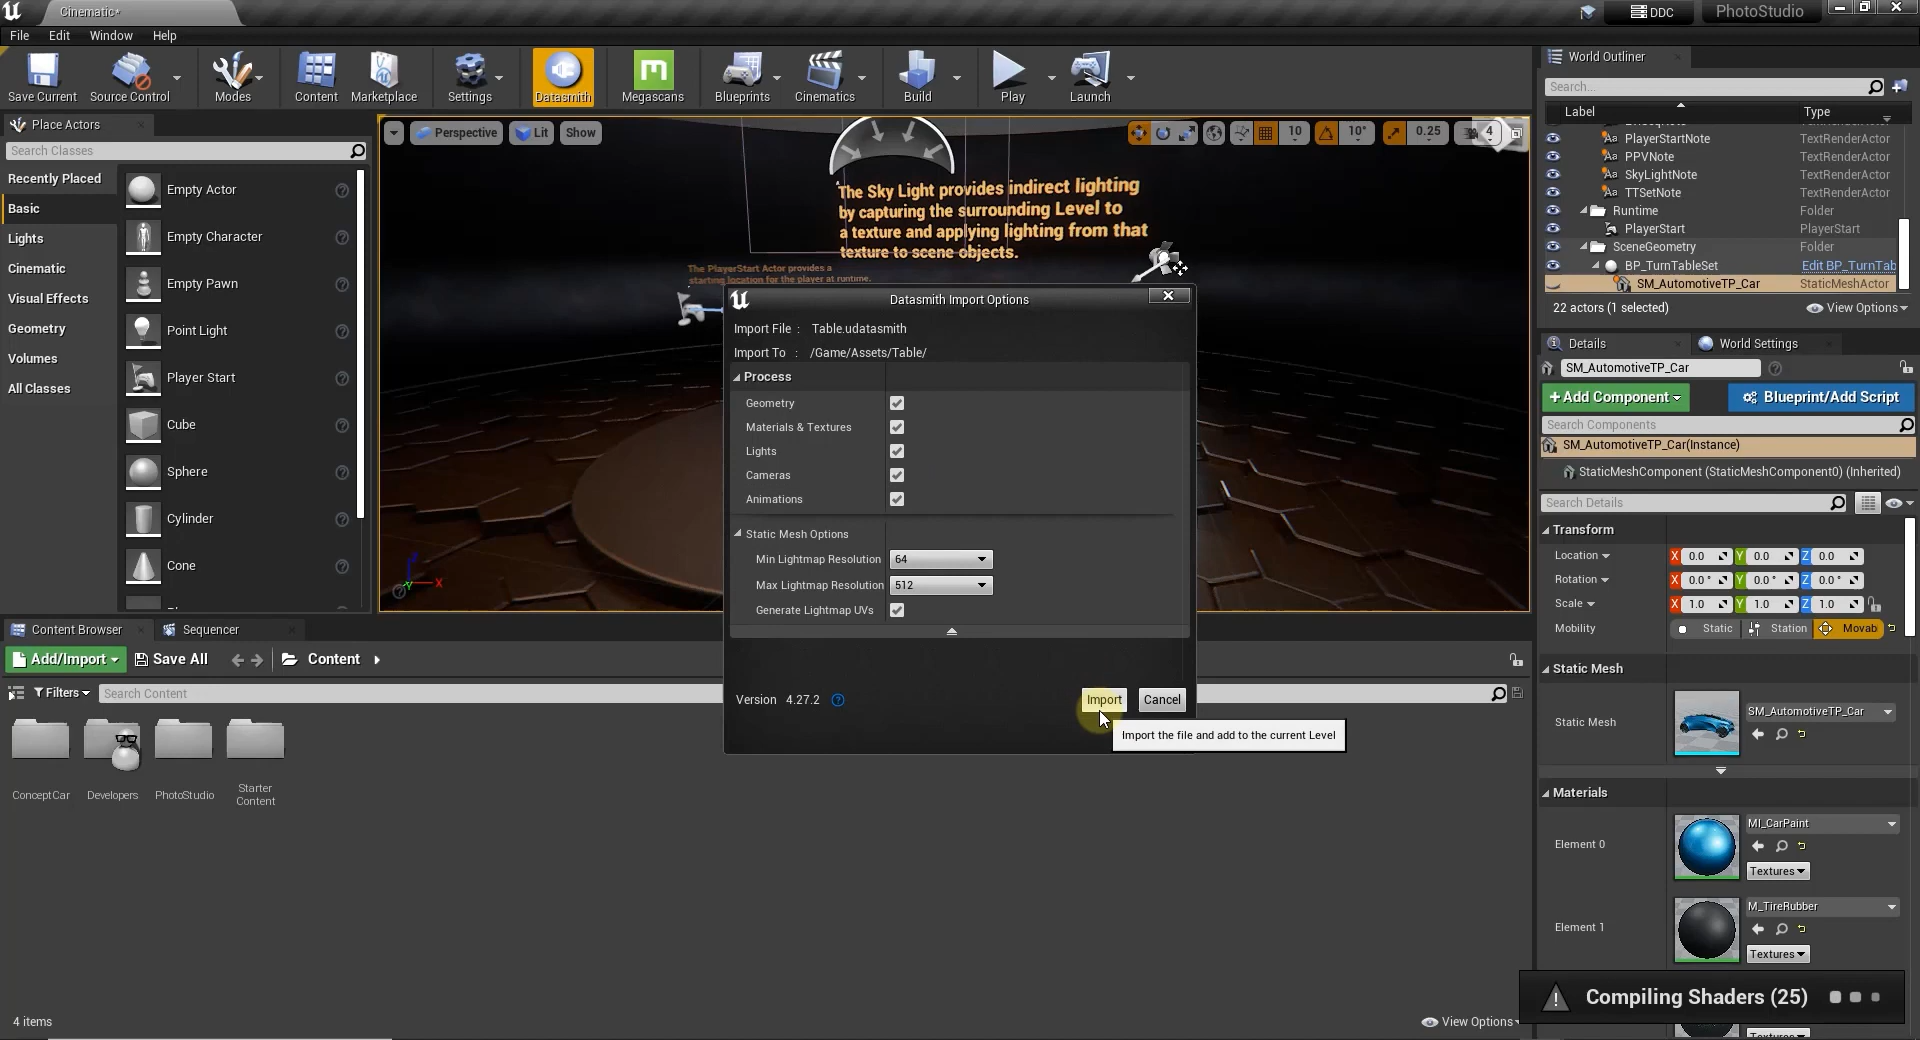 Cinematic*
DDC
PhotoStudio
File
Edit
Window
Help
Save Current
Source Control
Modes
Content
Marketplace
Settings
Datasmith
Megascans
Blueprints
Cinematics
Build
Play
Launch
Place Actors
Search Classes
Recently Placed
Basic
Lights
Cinematic
Visual Effects
Geometry
Volumes
All Classes
Empty Actor
Empty Character
Empty Pawn
Point Light
Player Start
Cube
Sphere
Cylinder
Cone
Perspective
Lit
Show
10
10°
0.25
4
The Sky Light provides indirect lighting
by capturing the surrounding Level to
a texture and applying lighting from that
texture to scene objects.
The PlayerStart Actor provides a
starting location for the player at runtime.
X
Datasmith Import Options
Import File : Table.udatasmith
Import To : /Game/Assets/Table/
Process
Geometry
Materials & Textures
Lights
Cameras
Animations
Static Mesh Options
Min Lightmap Resolution 64
Max Lightmap Resolution 512
Generate Lightmap UVs
Version 4.27.2
Import
Cancel
Import the file and add to the current Level
Content Browser
Sequencer
Add/Import
Save All
Content
Filters
Search Content
ConceptCar
Developers
PhotoStudio
Starter
Content
4 items
View Options
World Outliner
Search...
Label
Type
PlayerStartNote TextRenderActor
PPVNote TextRenderActor
SkyLightNote TextRenderActor
TTSetNote TextRenderActor
Runtime Folder
PlayerStart PlayerStart
SceneGeometry Folder
BP_TurnTableSet Edit BP_TurnTab
SM_AutomotiveTP_Car StaticMeshActor
22 actors (1 selected)
View Options
Details
World Settings
SM_AutomotiveTP_Car
+Add Component
Blueprint/Add Script
Search Components
SM_AutomotiveTP_Car(Instance)
StaticMeshComponent (StaticMeshComponent0) (Inherited)
Search Details
Transform
Location X 0.0 Y 0.0 Z 0.0
Rotation X 0.0° Y 0.0° Z 0.0°
Scale X 1.0 Y 1.0 Z 1.0
Mobility Static Station Movab
Static Mesh
Static Mesh
SM_AutomotiveTP_Car
Materials
Element 0
MI_CarPaint
Textures
Element 1
M_TireRubber
Textures
Compiling Shaders (25)